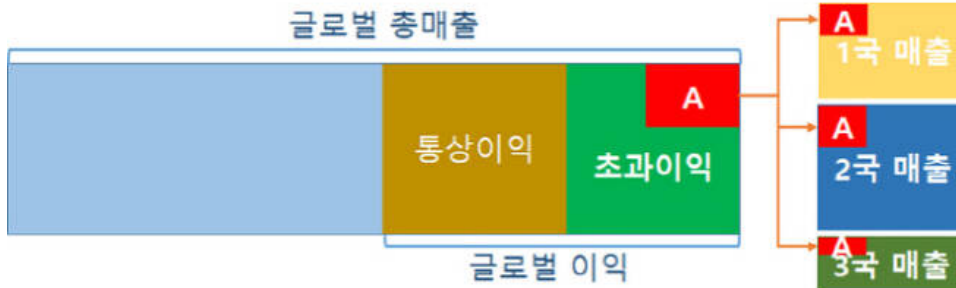 글로벌 총매출
통상이익
초과이익
A
글로벌 이익
A
1국 매출
A
2국 매출
A
3국 매출